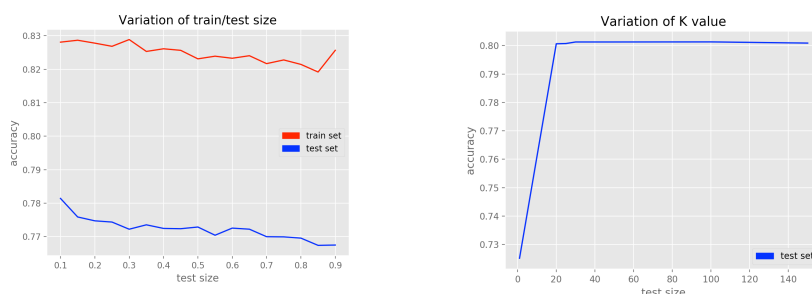 Variation of train/test size
0.83
0.82
0.81
0.80
0.79
0.78
0.77
accuracy
train set
test set
0.1 0.2 0.3 0.4 0.5 0.6 0.7 0.8 0.9
test size
Variation of K value
0.80
0.79
0.78
0.77
0.76
0.75
0.74
0.73
accuracy
test set
0 20 40 60 80 100 120 140
test size